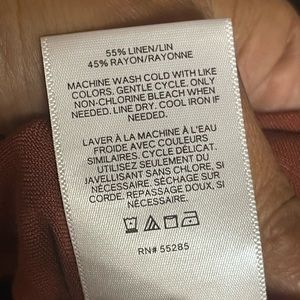 55% LINEN/LIN
45% RAYON/RAYONNE
MACHINE WASH COLD WITH LIKE
COLORS. GENTLE CYCLE. ONLY
NON-CHLORINE BLEACH WHEN
NEEDED. LINE DRY. COOL IRON IF
NEEDED.
LAVER À LA MACHINE À L'EAU
FROIDE AVEC COULEURS
SIMILAIRES. CYCLE DÉLICAT.
UTILISEZ SEULEMENT DU
JAVELLISANT SANS CHLORE, SI
NÉCESSAIRE. SÉCHAGE SUR
CORDE. REPASSAGE DOUX, SI
NÉCESSAIRE.
RN# 55285